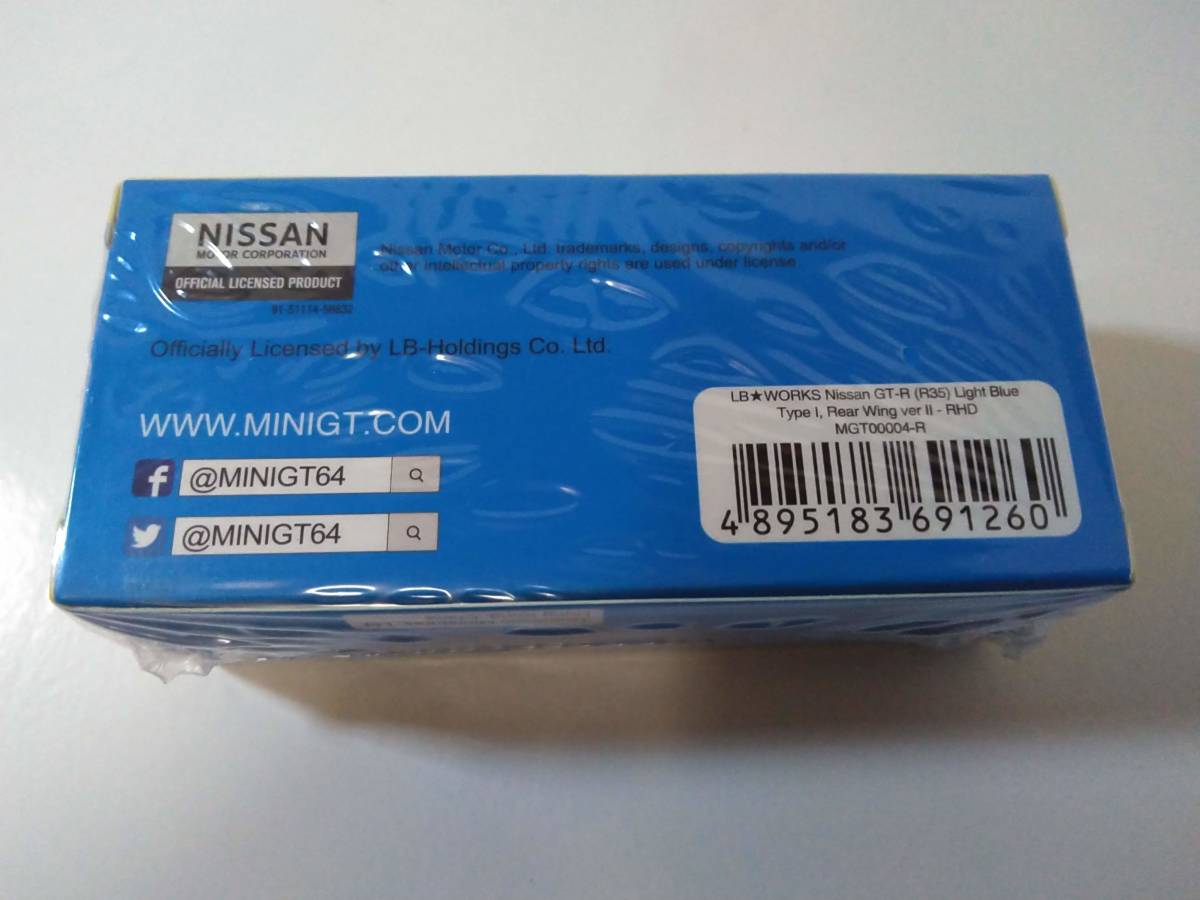 NISSAN
MOTOR CORPORATION
OFFICIAL LICENSED PRODUCT
Nissan Motor Co., Ltd. trademarks, designs, copyrights and/or
other intellectual property rights are used under license.
Officially Licensed by LB-Holdings Co. Ltd.
WWW.MINIGT.COM
@MINIGT64
@MINIGT64
LB★WORKS Nissan GT-R (R35) Light Blue
Type I, Rear Wing ver II - RHD
MGT00004-R
4 895183 691260